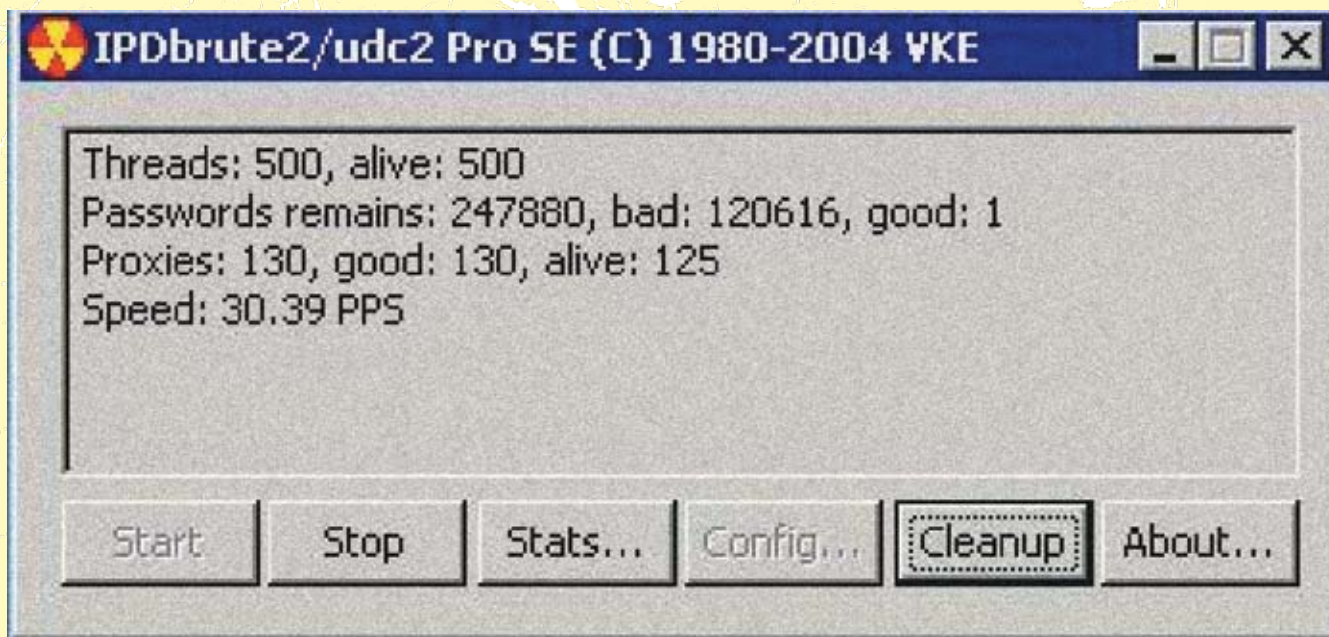 IPDbrute2/udc2 Pro SE (C) 1980-2004 VKE
Threads: 500, alive: 500
Passwords remains: 247880, bad: 120616, good: 1
Proxies: 130, good: 130, alive: 125
Speed: 30.39 PPS
Start Stop Stats... Config... Cleanup About...